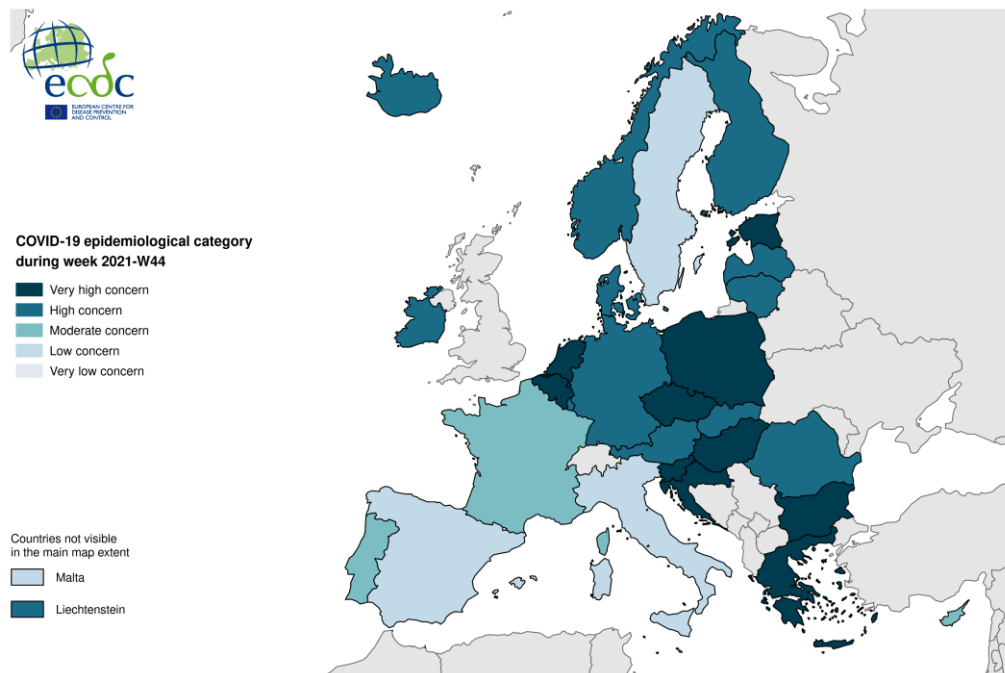 ecdc
EUROPEAN CENTRE FOR
DISEASE PREVENTION
AND CONTROL
COVID-19 epidemiological category
during week 2021-W44
Very high concern
High concern
Moderate concern
Low concern
Very low concern
Countries not visible
in the main map extent
Malta
Liechtenstein